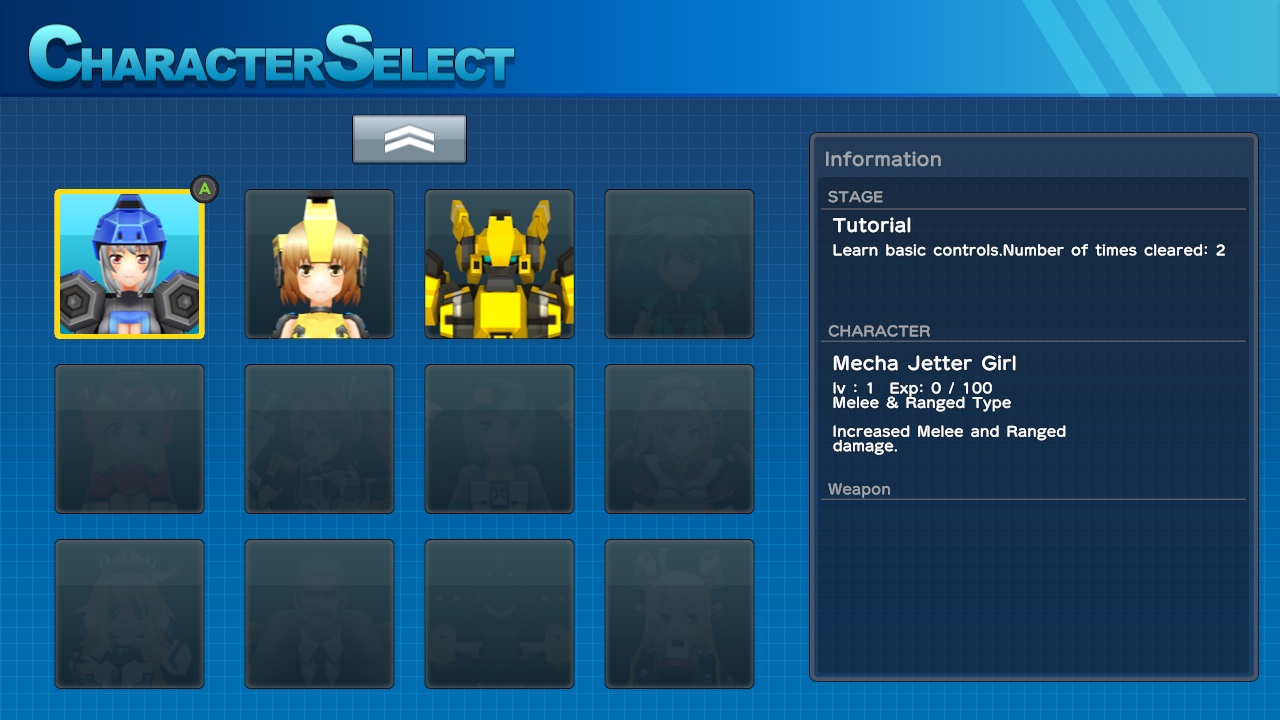 CHARACTERSELECT
A
Information
STAGE
Tutorial
Learn basic controls.Number of times cleared: 2
CHARACTER
Mecha Jetter Girl
lv : 1 Exp: 0 / 100
Melee & Ranged Type
Increased Melee and Ranged
damage.
Weapon